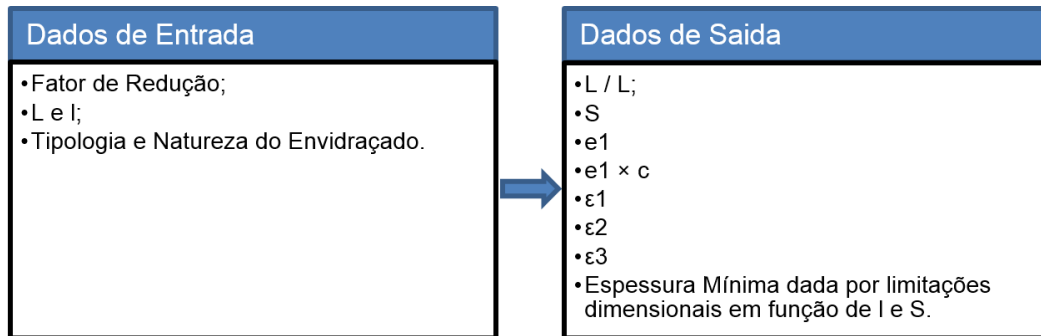 Dados de Entrada
•Fator de Redução;
•L e l;
•Tipologia e Natureza do Envidraçado.
Dados de Saida
•L / L;
•S
•e1
•e1 × c
•ε1
•ε2
•ε3
•Espessura Mínima dada por limitações
dimensionais em função de l e S.